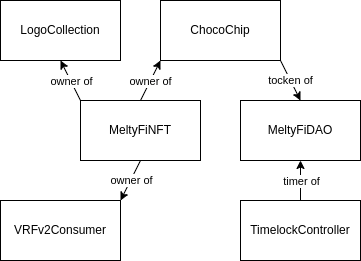 LogoCollection
ChocoChip
owner of
owner of
tocken of
MeltyFiNFT
MeltyFiDAO
owner of
timer of
VRFv2Consumer
TimelockController